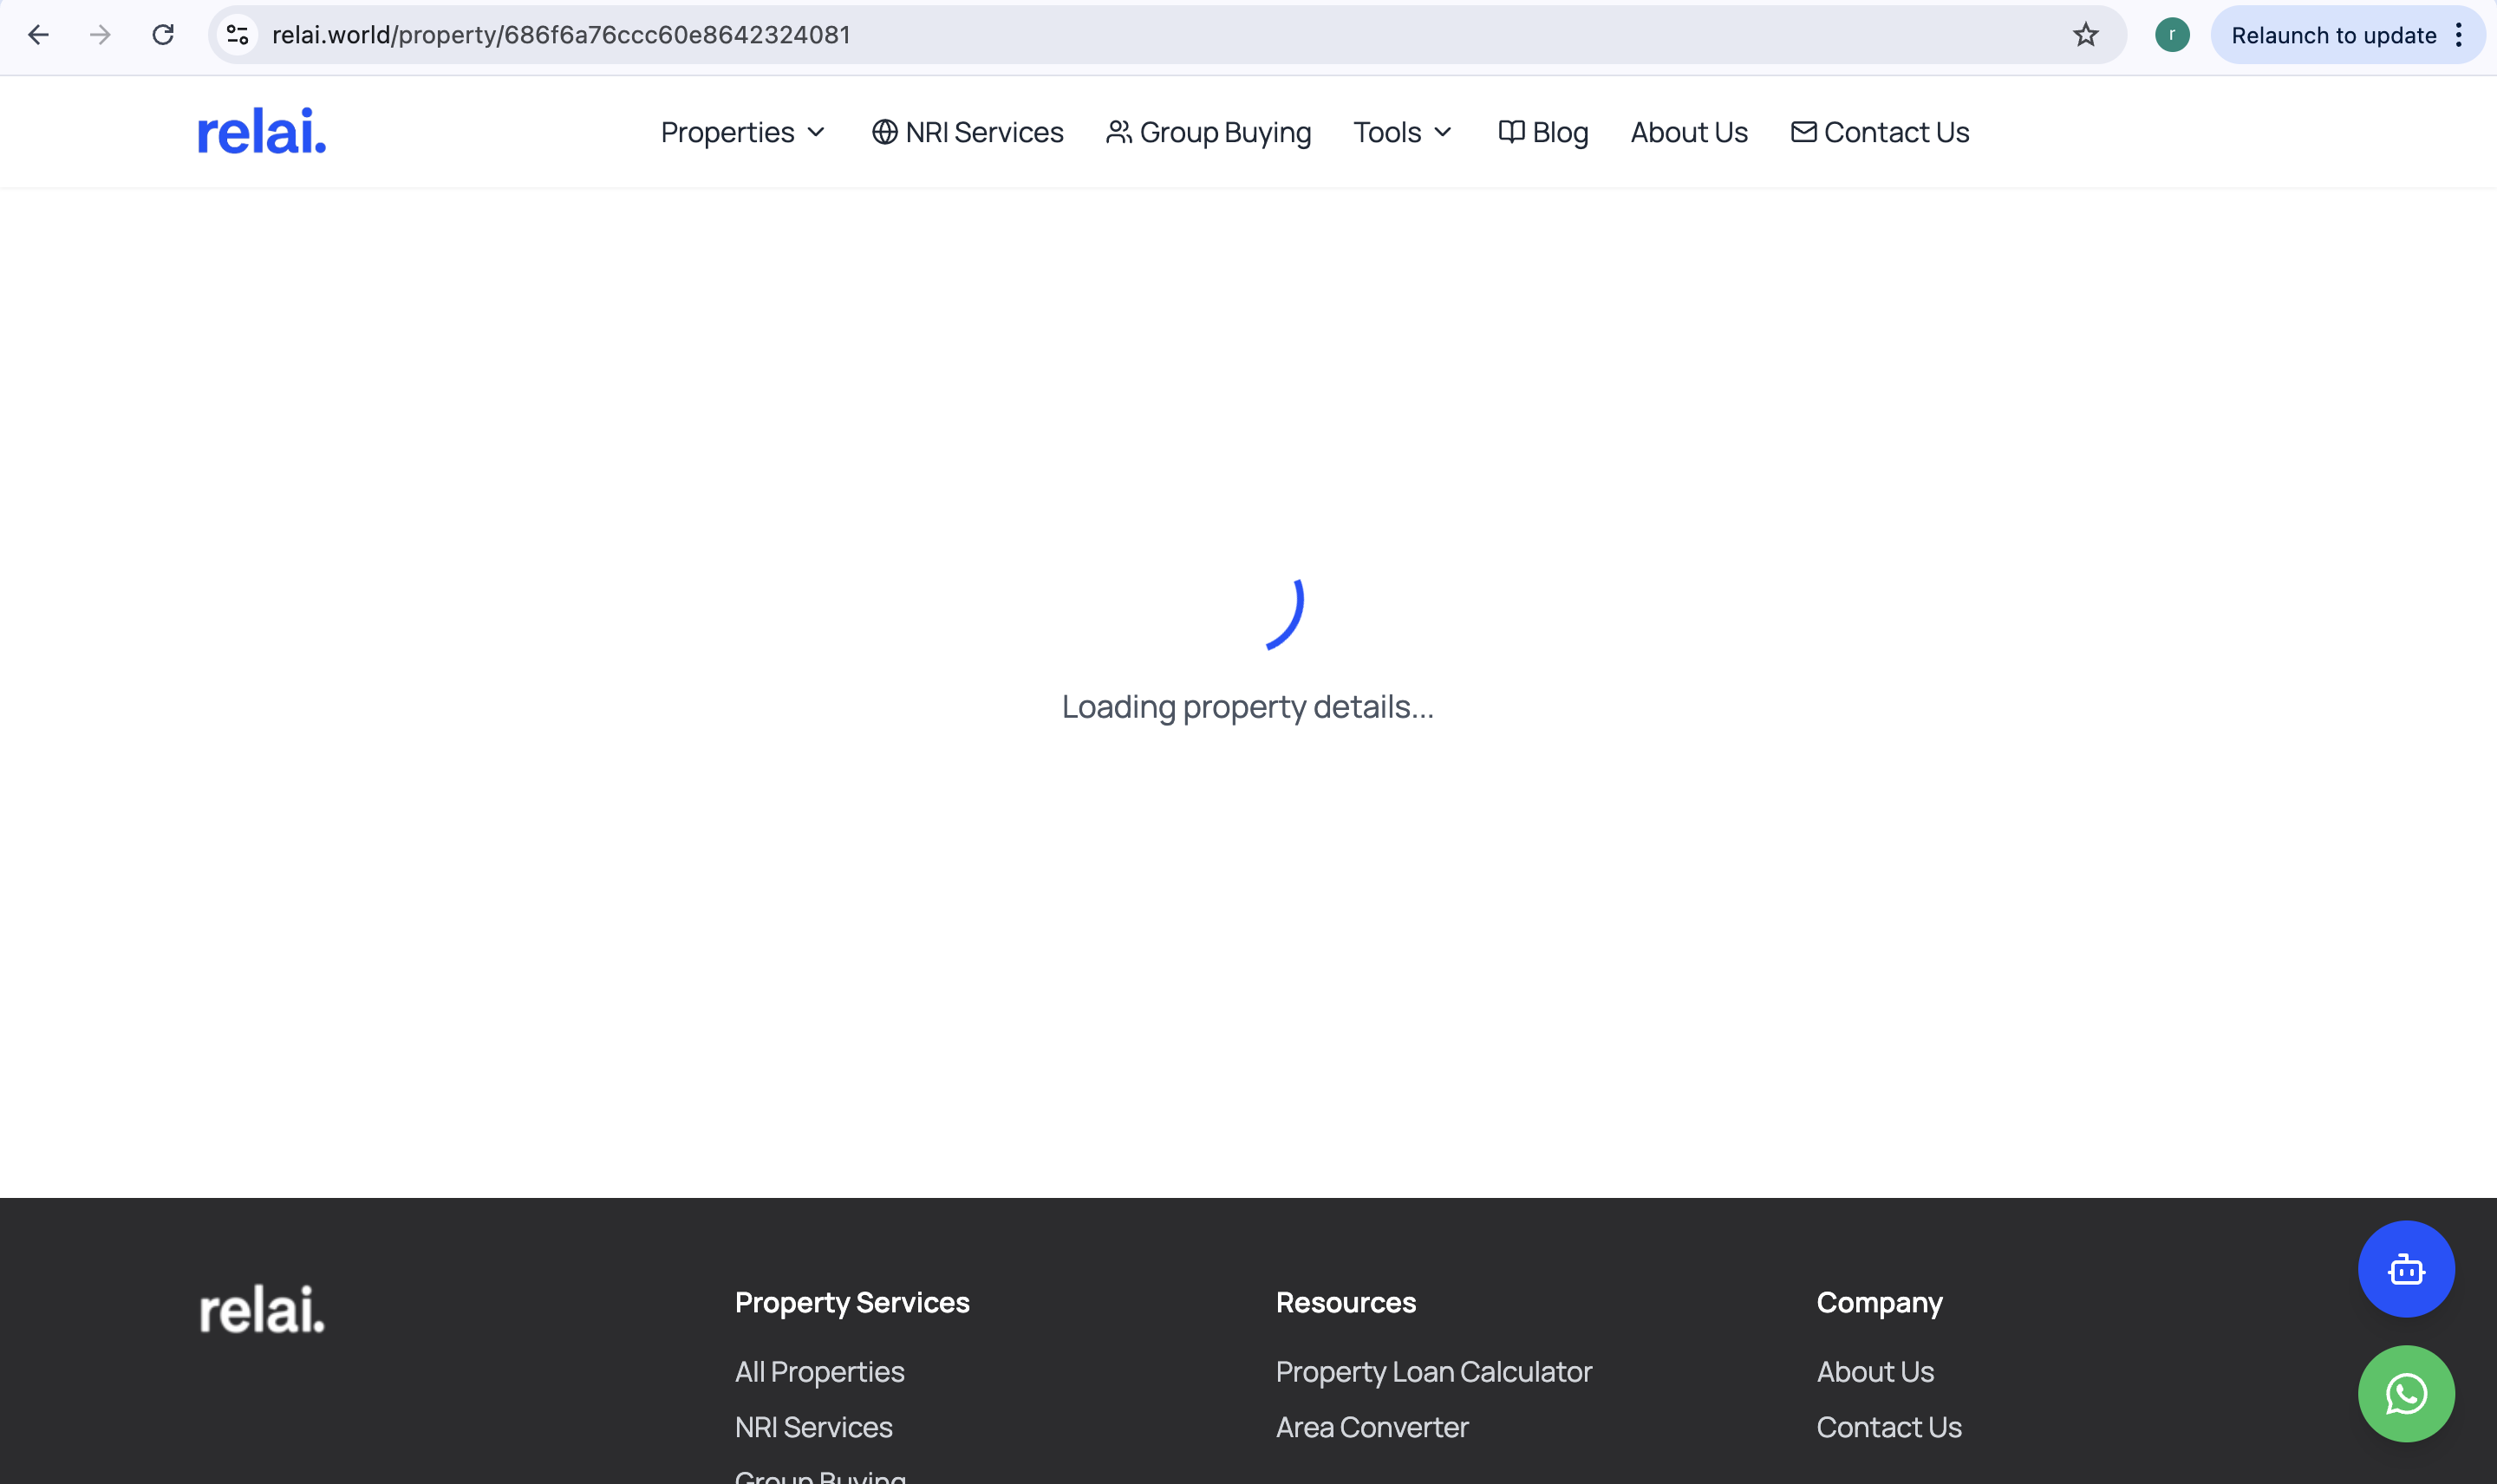 relai.world/property/686f6a76ccc60e8642324081
r
Relaunch to update
relai.
Properties
NRI Services
Group Buying
Tools
Blog
About Us
Contact Us
Loading property details...
relai.
Property Services
Resources
Company
All Properties
Property Loan Calculator
About Us
NRI Services
Area Converter
Contact Us
Group Buying